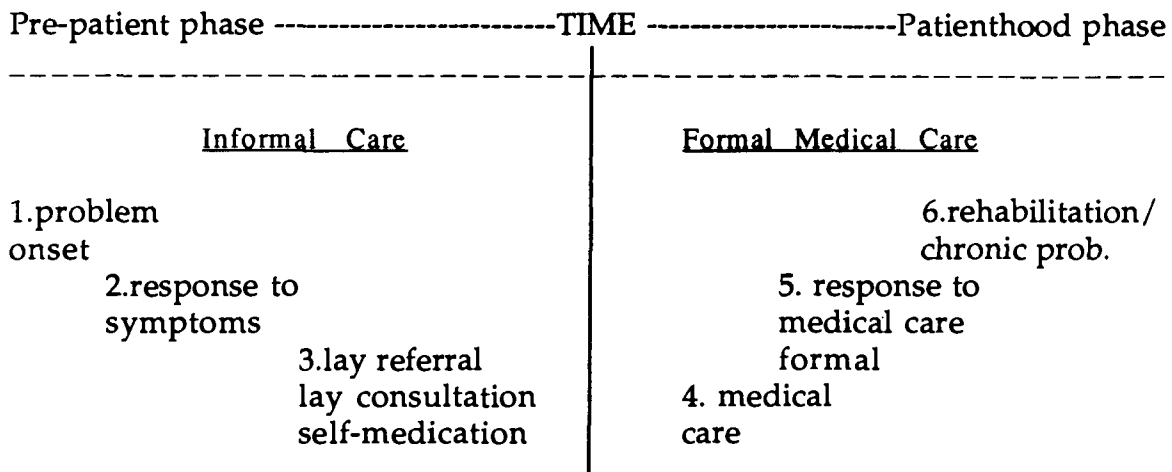 Pre-patient phase ------------------------TIME ----------------------Patienthood phase
Informal Care
Formal Medical Care
1.problem
onset
2.response to
symptoms
3.lay referral
lay consultation
self-medication
6.rehabilitation/
chronic prob.
5. response to
medical care
formal
4. medical
care